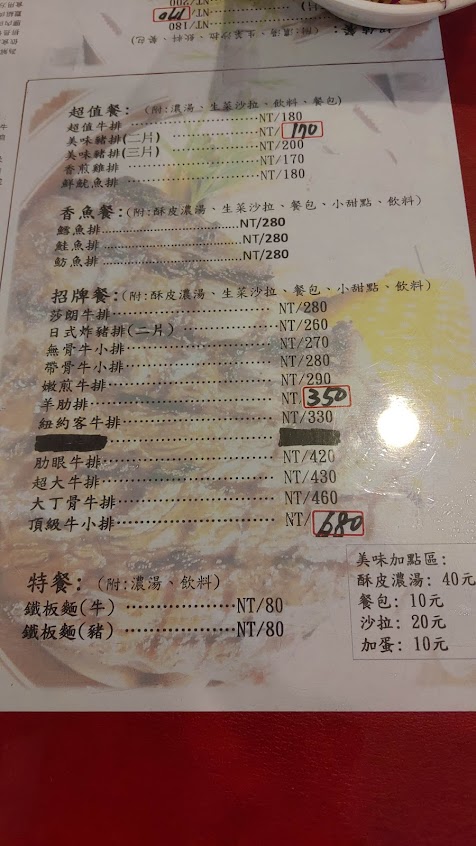 超值餐: (附:濃湯、生菜沙拉、飲料、餐包)
超值牛排 NT/180
美味豬排(二片) NT/170
美味豬排(三片) NT/200
香煎雞排 NT/170
鮮魷魚排 NT/180
香魚餐:(附:酥皮濃湯、生菜沙拉、餐包、小甜點、飲料)
鱈魚排 NT/280
鮭魚排 NT/280
魴魚排 NT/280
招牌餐:(附:酥皮濃湯、生菜沙拉、餐包、小甜點、飲料)
莎朗牛排 NT/280
日式炸豬排(二片) NT/260
無骨牛小排 NT/270
帶骨牛小排 NT/280
嫩煎牛排 NT/290
羊肋排 NT/350
紐約客牛排 NT/330
肋眼牛排 NT/420
超大牛排 NT/430
大丁骨牛排 NT/460
頂級牛小排 NT/680
特餐: (附:濃湯、飲料)
鐵板麵(牛) NT/80
鐵板麵(豬) NT/80
美味加點區:
酥皮濃湯: 40元
餐包: 10元
沙拉: 20元
加蛋: 10元